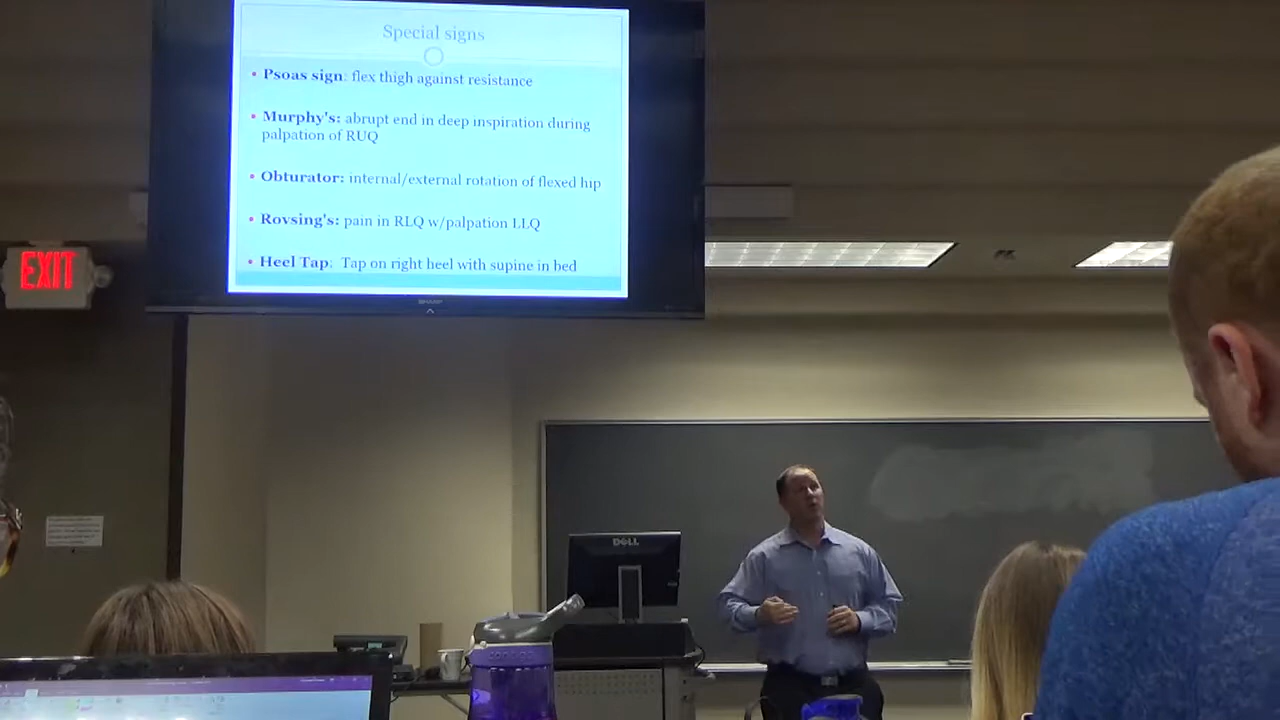 Special signs
• Psoas sign: flex thigh against resistance
• Murphy's: abrupt end in deep inspiration during
palpation of RUQ
• Obturator: internal/external rotation of flexed hip
• Rovsing's: pain in RLQ w/palpation LLQ
• Heel Tap: Tap on right heel with supine in bed
SHARP
EXIT
DELL